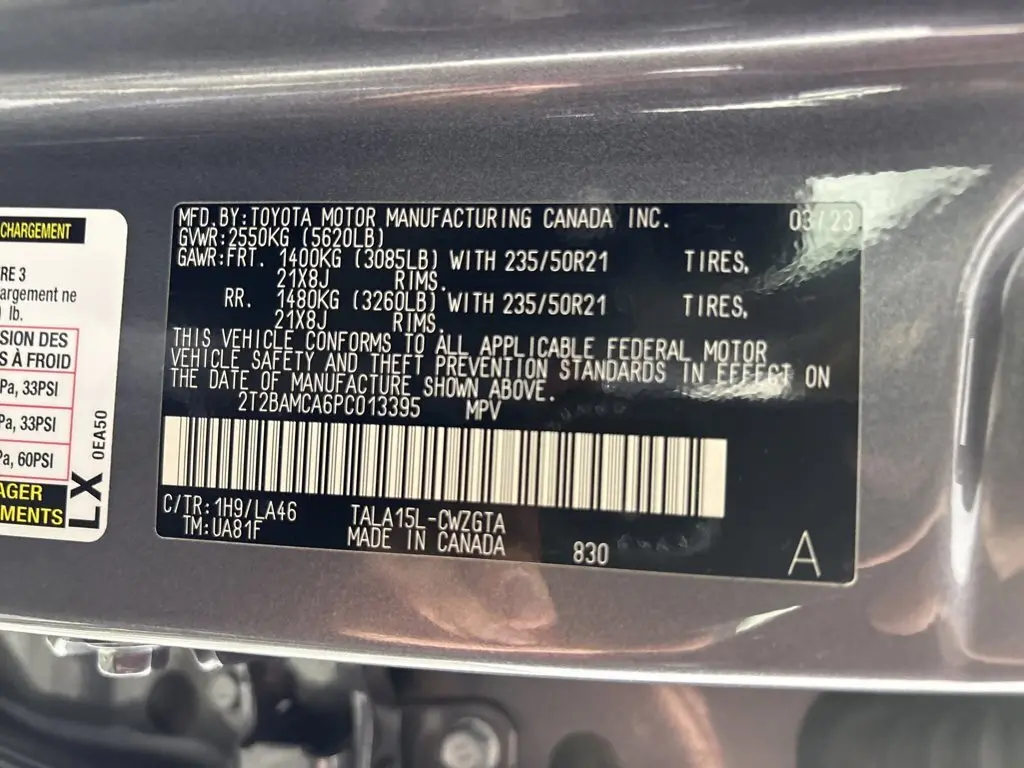 CHARGEMENT
RE 3
argement ne
lb.
SION DES
S À FROID
Pa, 33PSI
Pa, 33PSI
Pa, 60PSI
AGER
MENTS
LX
0EA50
MFD.BY:TOYOTA MOTOR MANUFACTURING CANADA INC. 03/23
GVWR:2550KG (5620LB)
GAWR:FRT. 1400KG (3085LB) WITH 235/50R21 TIRES,
21X8J RIMS.
RR. 1480KG (3260LB) WITH 235/50R21 TIRES,
21X8J RIMS.
THIS VEHICLE CONFORMS TO ALL APPLICABLE FEDERAL MOTOR
VEHICLE SAFETY AND THEFT PREVENTION STANDARDS IN EFFECT ON
THE DATE OF MANUFACTURE SHOWN ABOVE.
2T2BAMCA6PC013395 MPV
C/TR:1H9/LA46 TALA15L-CWZGTA
TM:UA81F MADE IN CANADA 830 A